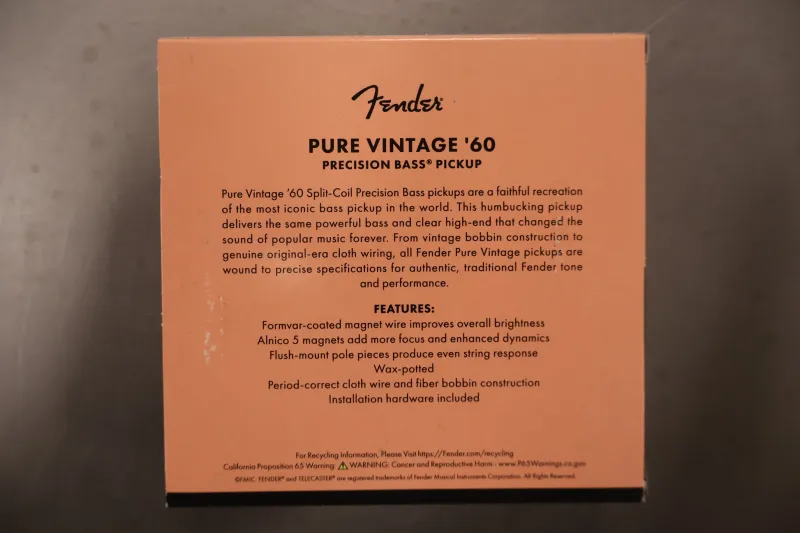 Fender
PURE VINTAGE '60
PRECISION BASS® PICKUP
Pure Vintage '60 Split-Coil Precision Bass pickups are a faithful recreation
of the most iconic bass pickup in the world. This humbucking pickup
delivers the same powerful bass and clear high-end that changed the
sound of popular music forever. From vintage bobbin construction to
genuine original-era cloth wiring, all Fender Pure Vintage pickups are
wound to precise specifications for authentic, traditional Fender tone
and performance.
FEATURES:
Formvar-coated magnet wire improves overall brightness
Alnico 5 magnets add more focus and enhanced dynamics
Flush-mount pole pieces produce even string response
Wax-potted
Period-correct cloth wire and fiber bobbin construction
Installation hardware included
For Recycling Information, Please Visit https://Fender.com/recycling
California Proposition 65 Warning ⚠ WARNING: Cancer and Reproductive Harm - www.P65Warnings.ca.gov
©FMIC. FENDER® and TELECASTER® are registered trademarks of Fender Musical Instruments Corporation. All Rights Reserved.